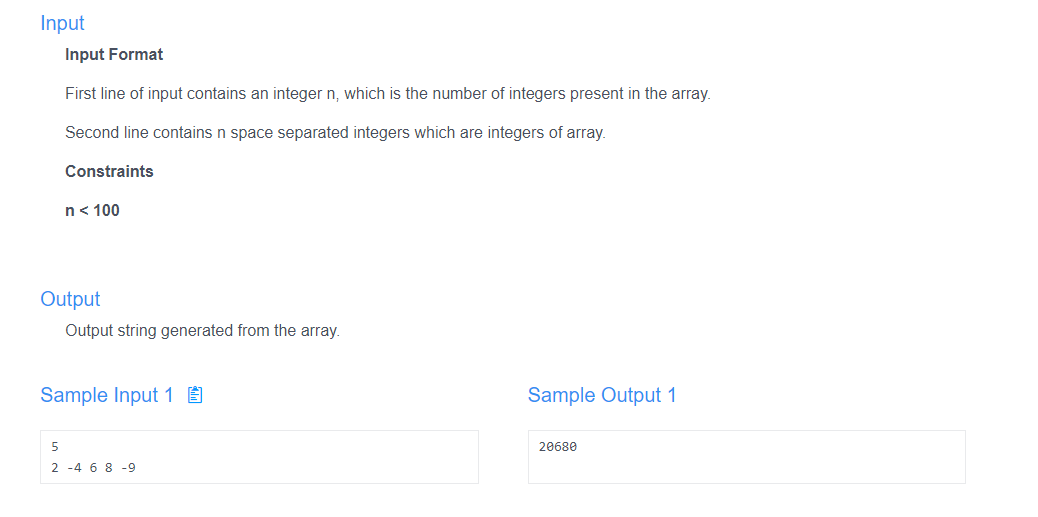 Input
Input Format
First line of input contains an integer n, which is the number of integers present in the array.
Second line contains n space separated integers which are integers of array.
Constraints
n < 100
Output
Output string generated from the array.
Sample Input 1
Sample Output 1
5
2 -4 6 8 -9
20680